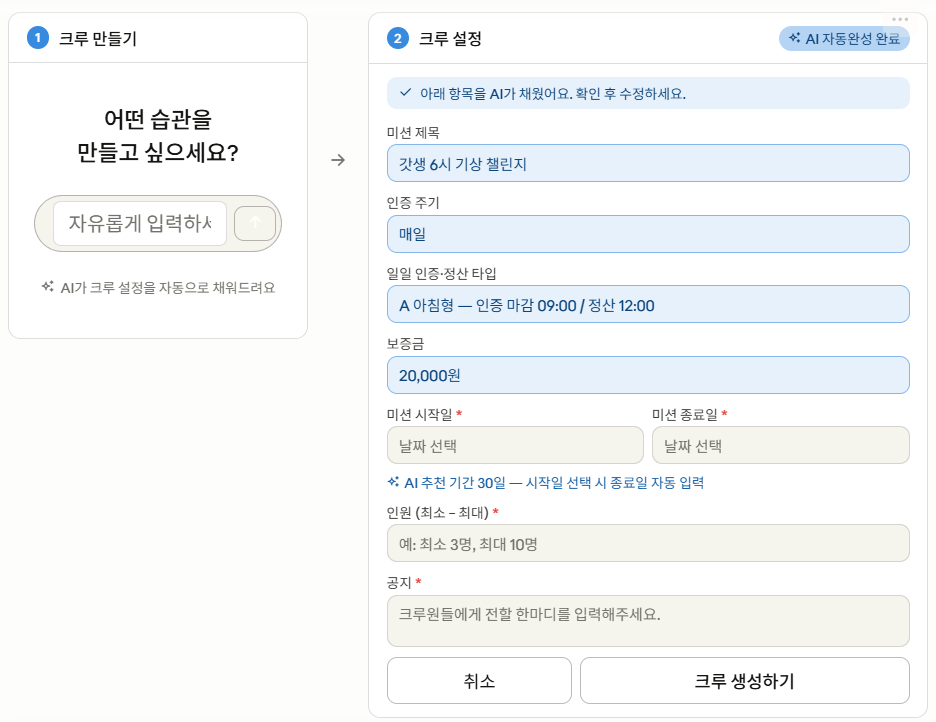 1 크루 만들기
어떤 습관을
만들고 싶으세요?
자유롭게 입력하
AI가 크루 설정을 자동으로 채워드려요
2 크루 설정
AI 자동완성 완료
아래 항목을 AI가 채웠어요. 확인 후 수정하세요.
미션 제목
갓생 6시 기상 챌린지
인증 주기
매일
일일 인증·정산 타입
A 아침형 — 인증 마감 09:00 / 정산 12:00
보증금
20,000원
미션 시작일 * 미션 종료일 *
날짜 선택 날짜 선택
AI 추천 기간 30일 — 시작일 선택 시 종료일 자동 입력
인원 (최소 – 최대) *
예: 최소 3명, 최대 10명
공지 *
크루원들에게 전할 한마디를 입력해주세요.
취소 크루 생성하기